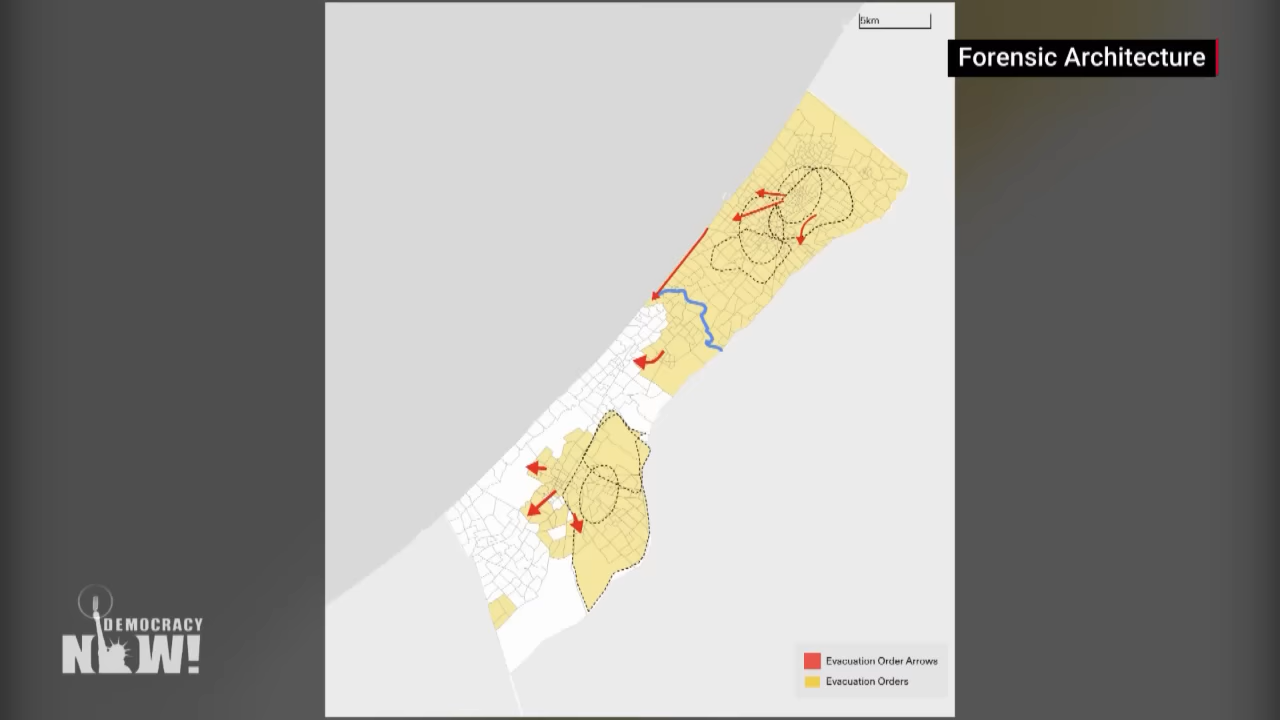 5km
Forensic Architecture
DEMOCRACY
NOW!
Evacuation Order Arrows
Evacuation Orders